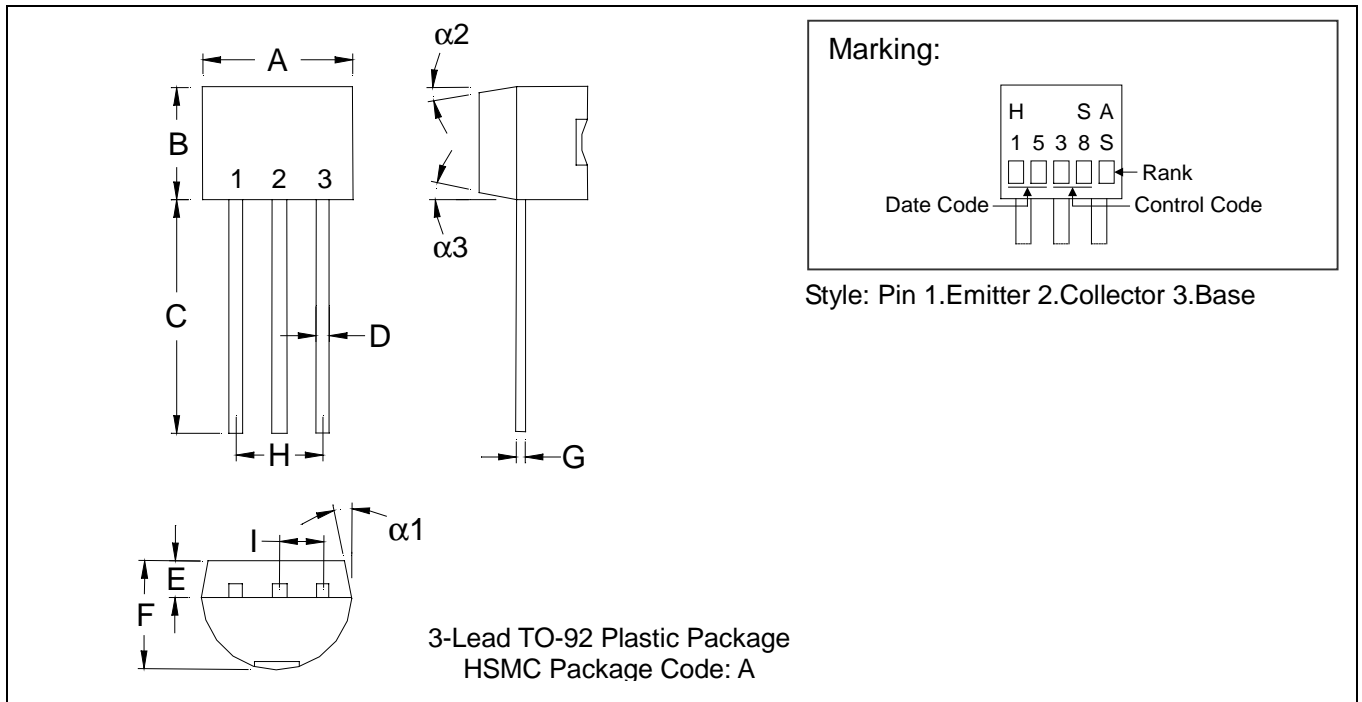 A
B
1 2 3
C
D
H
α2
α3
G
α1
I
E
F
3-Lead TO-92 Plastic Package
HSMC Package Code: A
Marking:
H S A
1 5 3 8 S
Rank
Date Code
Control Code
Style: Pin 1.Emitter 2.Collector 3.Base